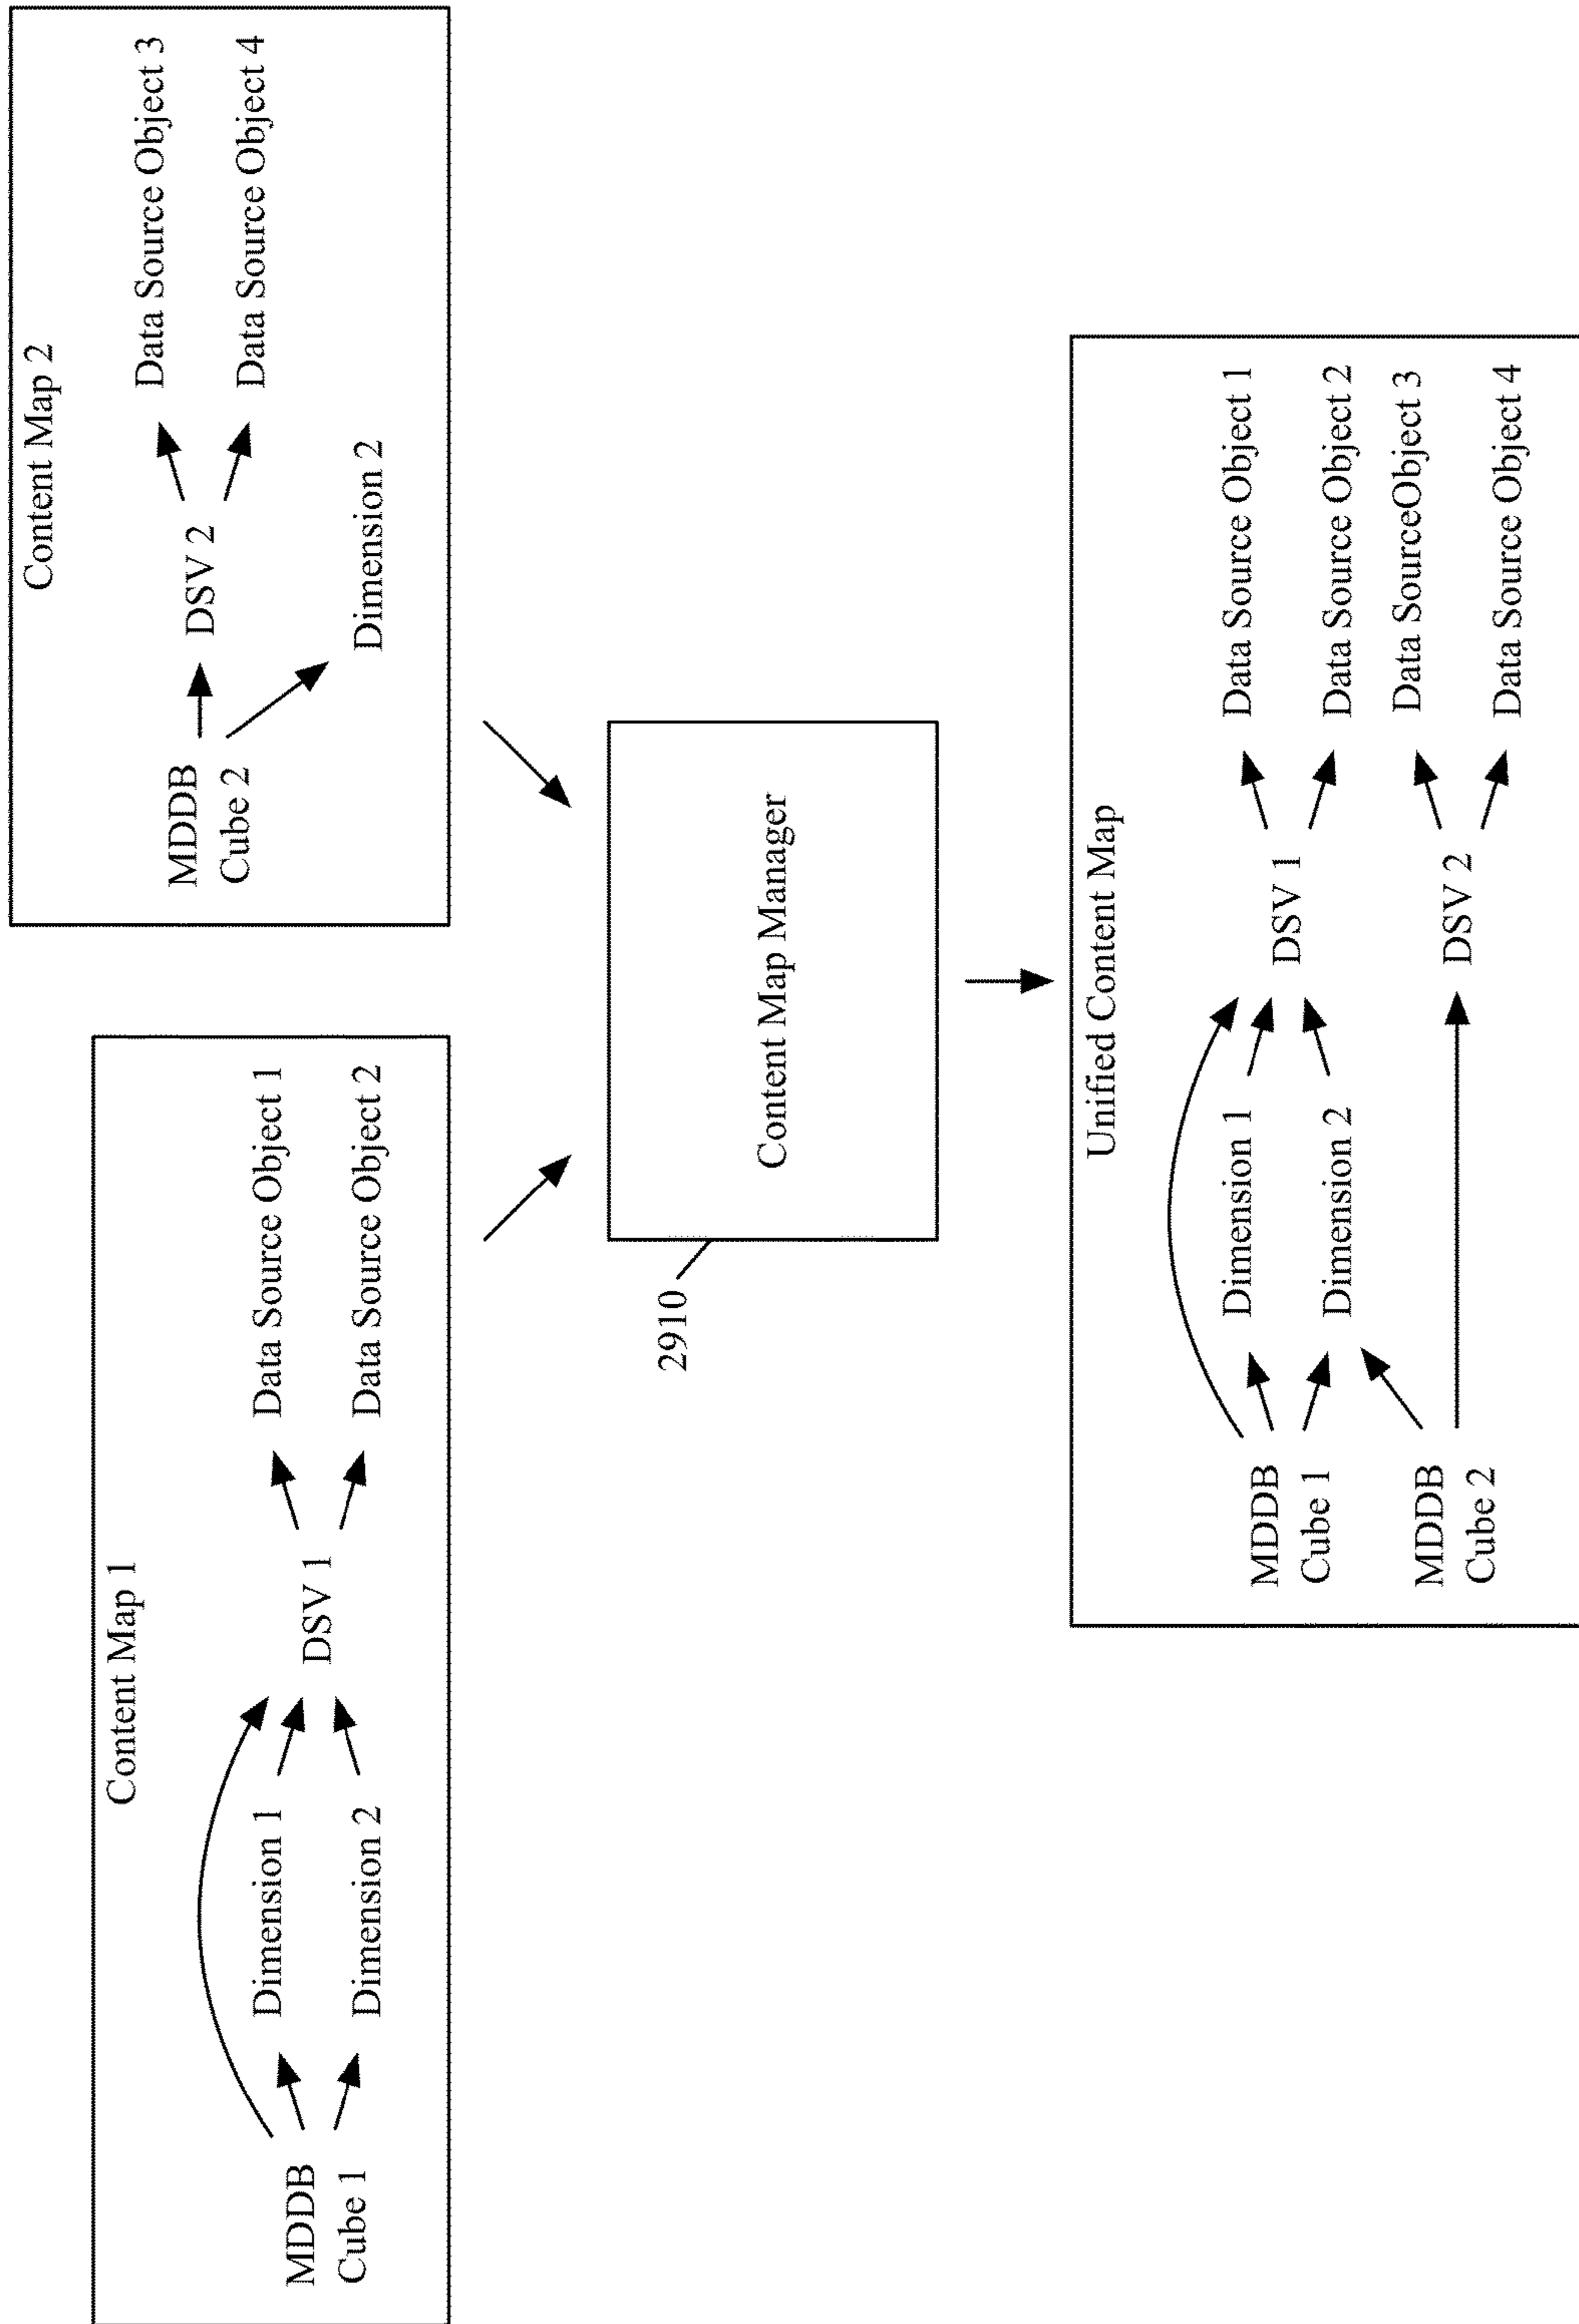 Content Map 1
MDDB
Cube 1
Dimension 1
Dimension 2
DSV 1
Data Source Object 1
Data Source Object 2
Content Map 2
MDDB
Cube 2
DSV 2
Dimension 2
Data Source Object 3
Data Source Object 4
2910
Content Map Manager
Unified Content Map
MDDB
Cube 1
MDDB
Cube 2
Dimension 1
Dimension 2
DSV 1
DSV 2
Data Source Object 1
Data Source Object 2
Data SourceObject 3
Data Source Object 4